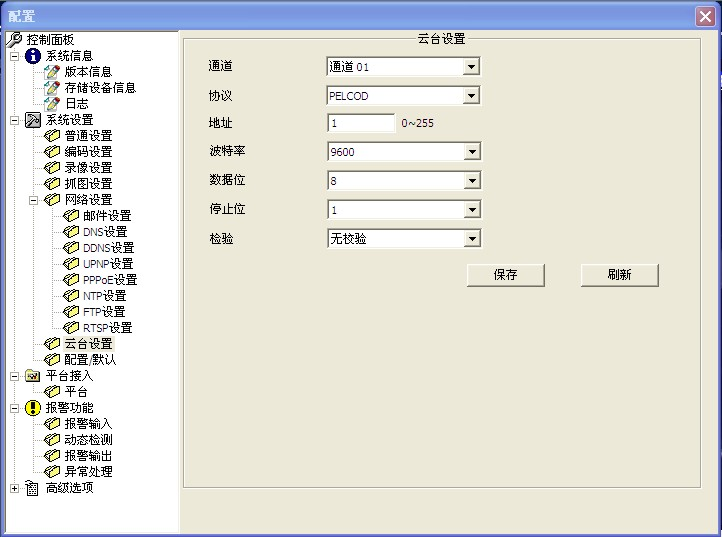 配置
控制面板
系统信息
版本信息
存储设备信息
日志
系统设置
普通设置
编码设置
录像设置
抓图设置
网络设置
邮件设置
DNS设置
DDNS设置
UPNP设置
PPPoE设置
NTP设置
FTP设置
RTSP设置
云台设置
配置/默认
平台接入
平台
报警功能
报警输入
动态检测
报警输出
异常处理
高级选项
云台设置
通道 通道 01
协议 PELCOD
地址 1 0~255
波特率 9600
数据位 8
停止位 1
检验 无校验
保存 刷新